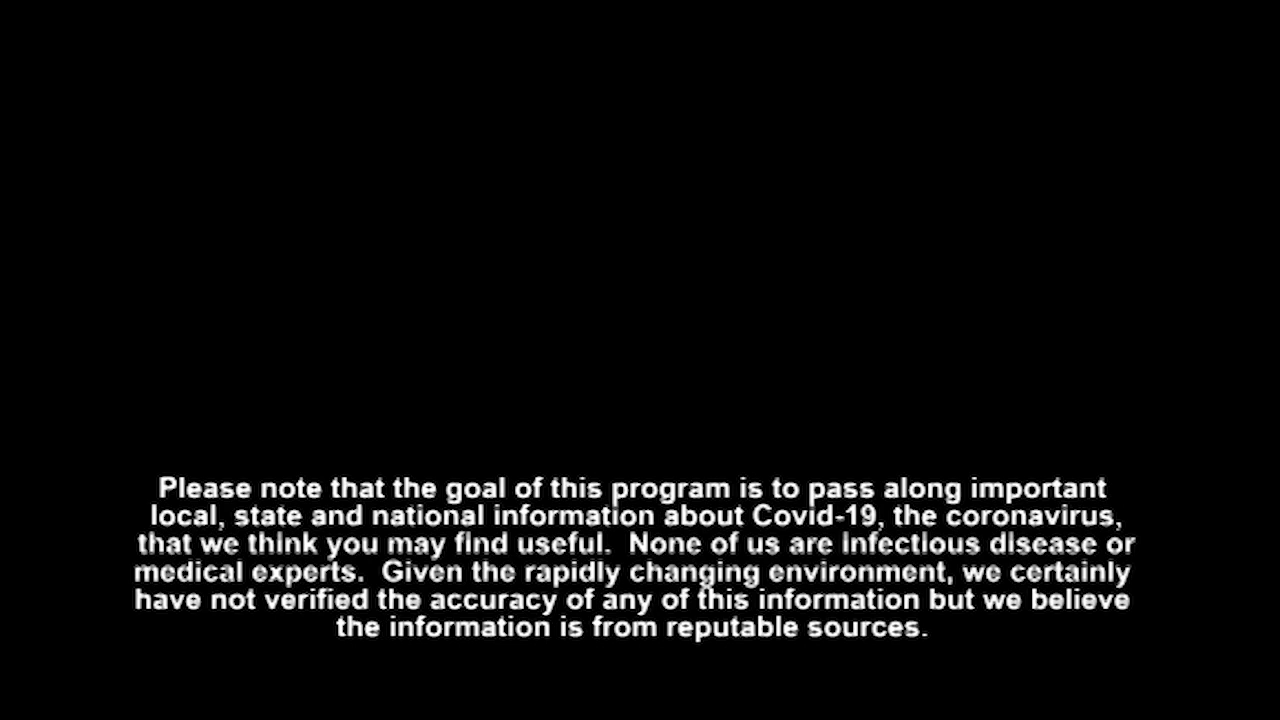 Please note that the goal of this program is to pass along important
local, state and national information about Covid-19, the coronavirus,
that we think you may find useful.  None of us are infectious disease or
medical experts.  Given the rapidly changing environment, we certainly
have not verified the accuracy of any of this information but we believe
the information is from reputable sources.